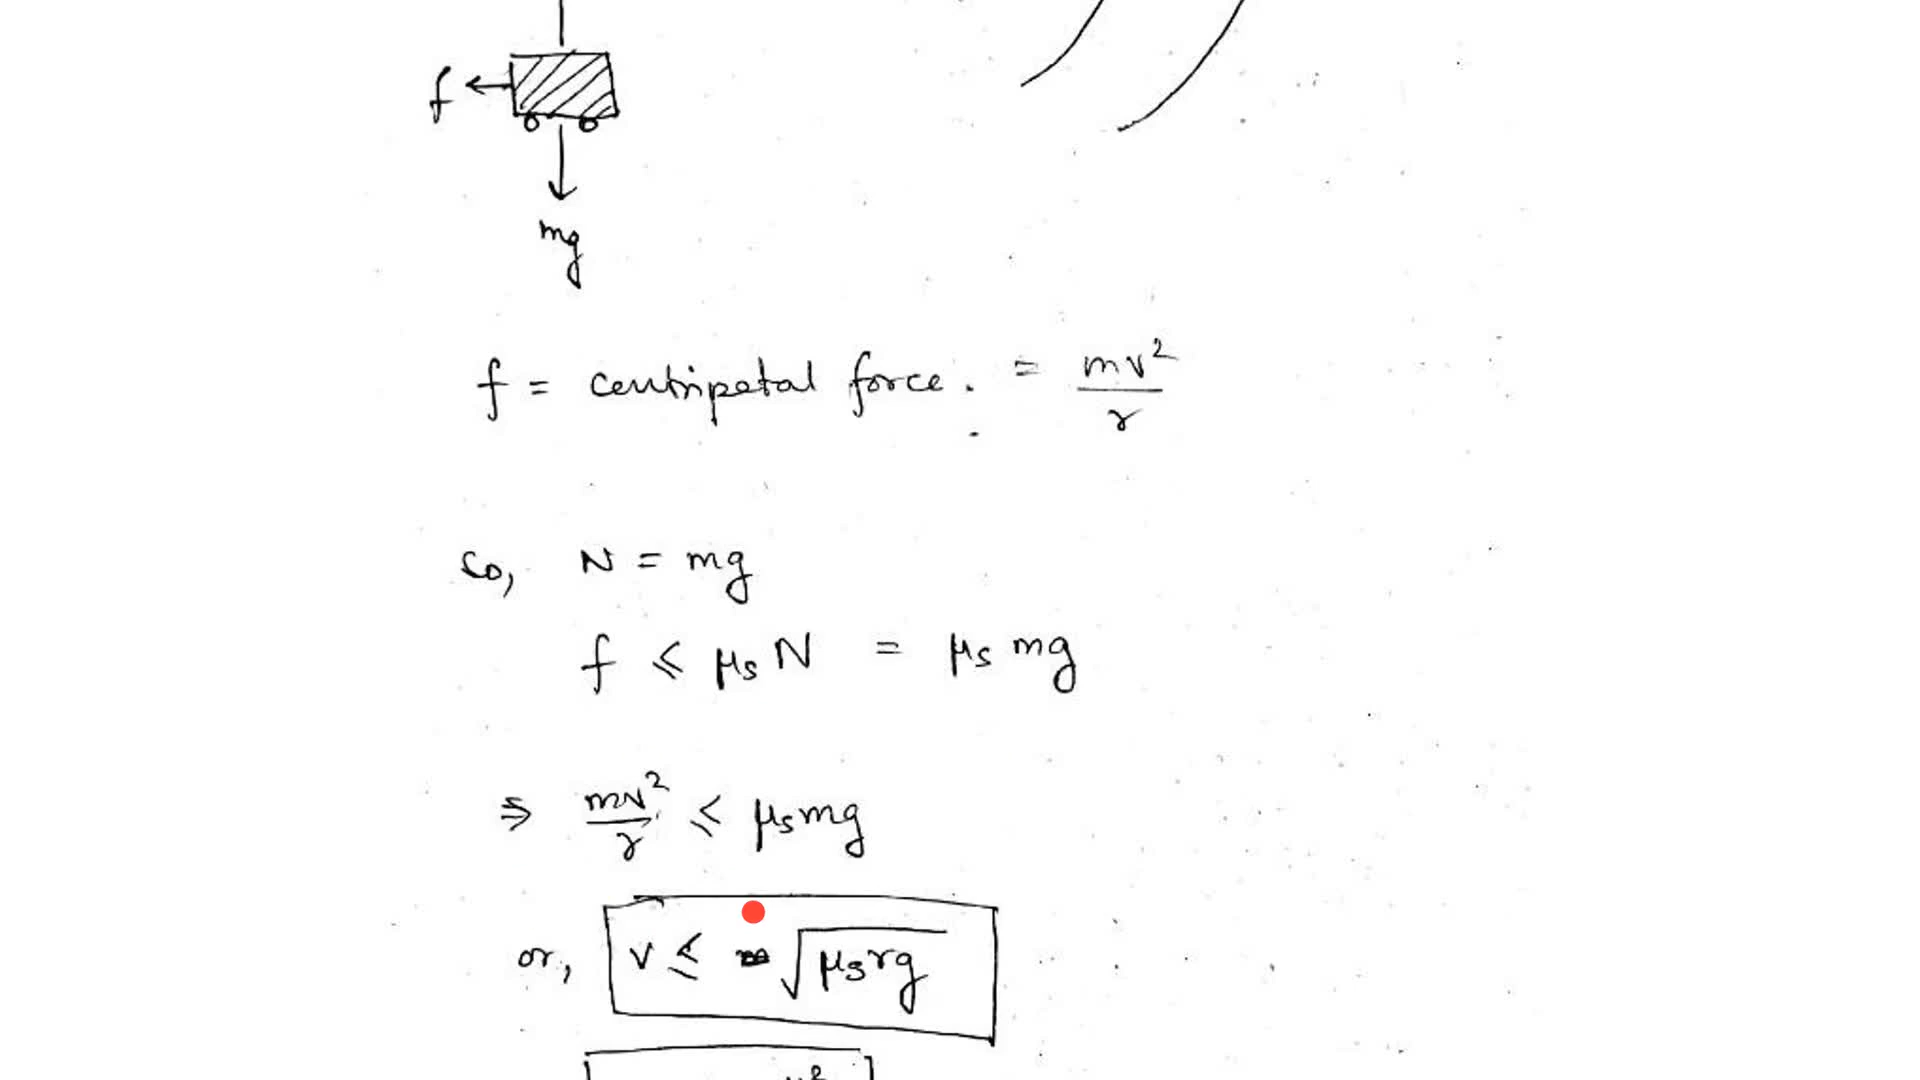 f
mg
f = centripetal force. = mv²/r
So, N = mg
f ≤ μs N = μs mg
⇒ mv²/r ≤ μs mg
or, v ≤ √μs rg